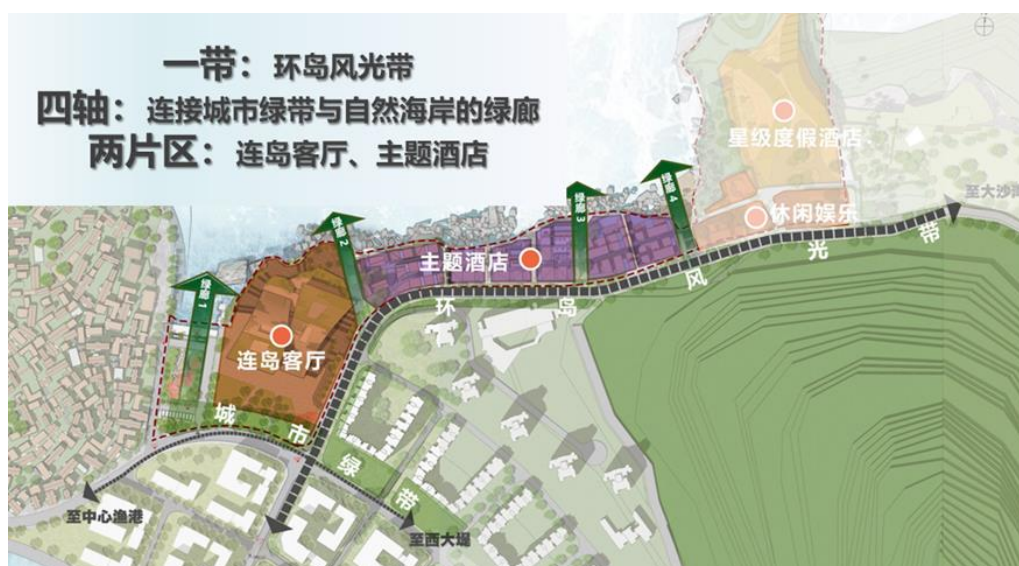 一带：环岛风光带
四轴：连接城市绿带与自然海岸的绿廊
两片区：连岛客厅、主题酒店
星级度假酒店
休闲娱乐
至大沙湾
绿廊4
绿廊3
绿廊2
绿廊1
主题酒店
环岛风光带
连岛客厅
城市绿带
至中心渔港
至西大堤